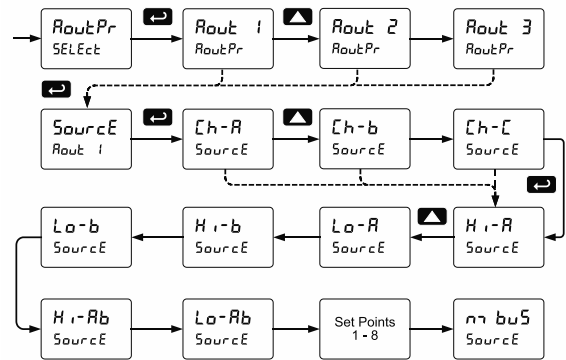 AoutPr
SELEct
Aout 1
AoutPr
Aout 2
AoutPr
Aout 3
AoutPr
SourcE
Aout 1
Ch-A
SourcE
Ch-b
SourcE
Ch-C
SourcE
Lo-b
SourcE
Hi-b
SourcE
Lo-A
SourcE
Hi-A
SourcE
Hi-Ab
SourcE
Lo-Ab
SourcE
Set Points
1 - 8
m buS
SourcE